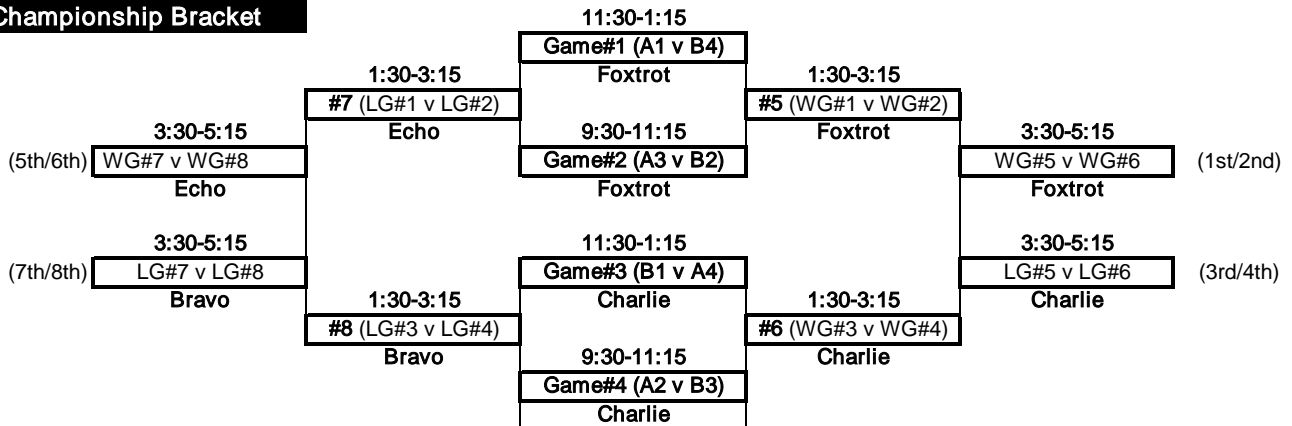 Championship Bracket
11:30-1:15
Game#1 (A1 v B4)
1:30-3:15 Foxtrot 1:30-3:15
#7 (LG#1 v LG#2) #5 (WG#1 v WG#2)
3:30-5:15 Echo 9:30-11:15 Foxtrot 3:30-5:15
(5th/6th) WG#7 v WG#8 Game#2 (A3 v B2) WG#5 v WG#6 (1st/2nd)
Echo Foxtrot Foxtrot
3:30-5:15 11:30-1:15 3:30-5:15
(7th/8th) LG#7 v LG#8 Game#3 (B1 v A4) LG#5 v LG#6 (3rd/4th)
Bravo 1:30-3:15 Charlie 1:30-3:15 Charlie
#8 (LG#3 v LG#4) #6 (WG#3 v WG#4)
Bravo 9:30-11:15 Charlie
Game#4 (A2 v B3)
Charlie